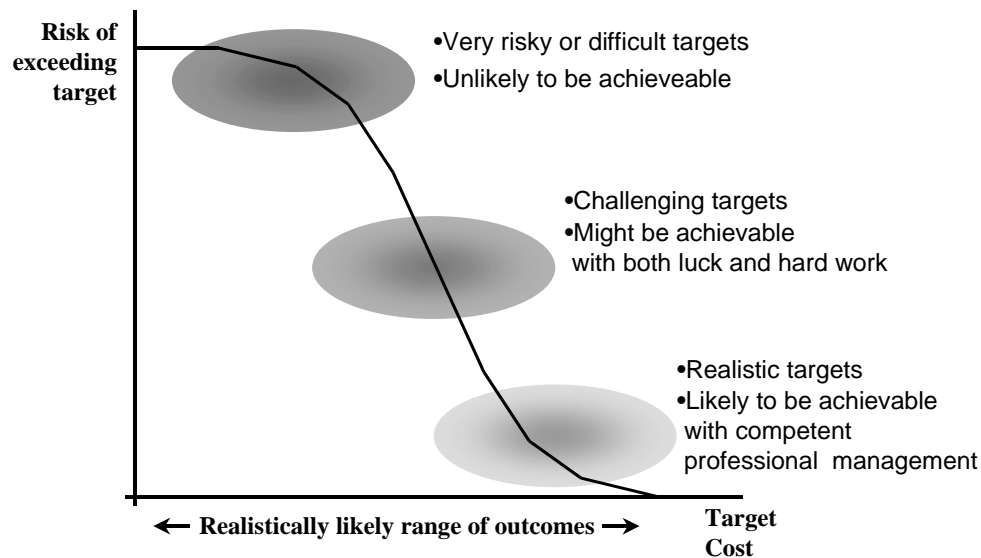 Risk of
exceeding
target
•Very risky or difficult targets
•Unlikely to be achieveable
•Challenging targets
•Might be achievable
with both luck and hard work
•Realistic targets
•Likely to be achievable
with competent
professional management
Realistically likely range of outcomes
Target
Cost